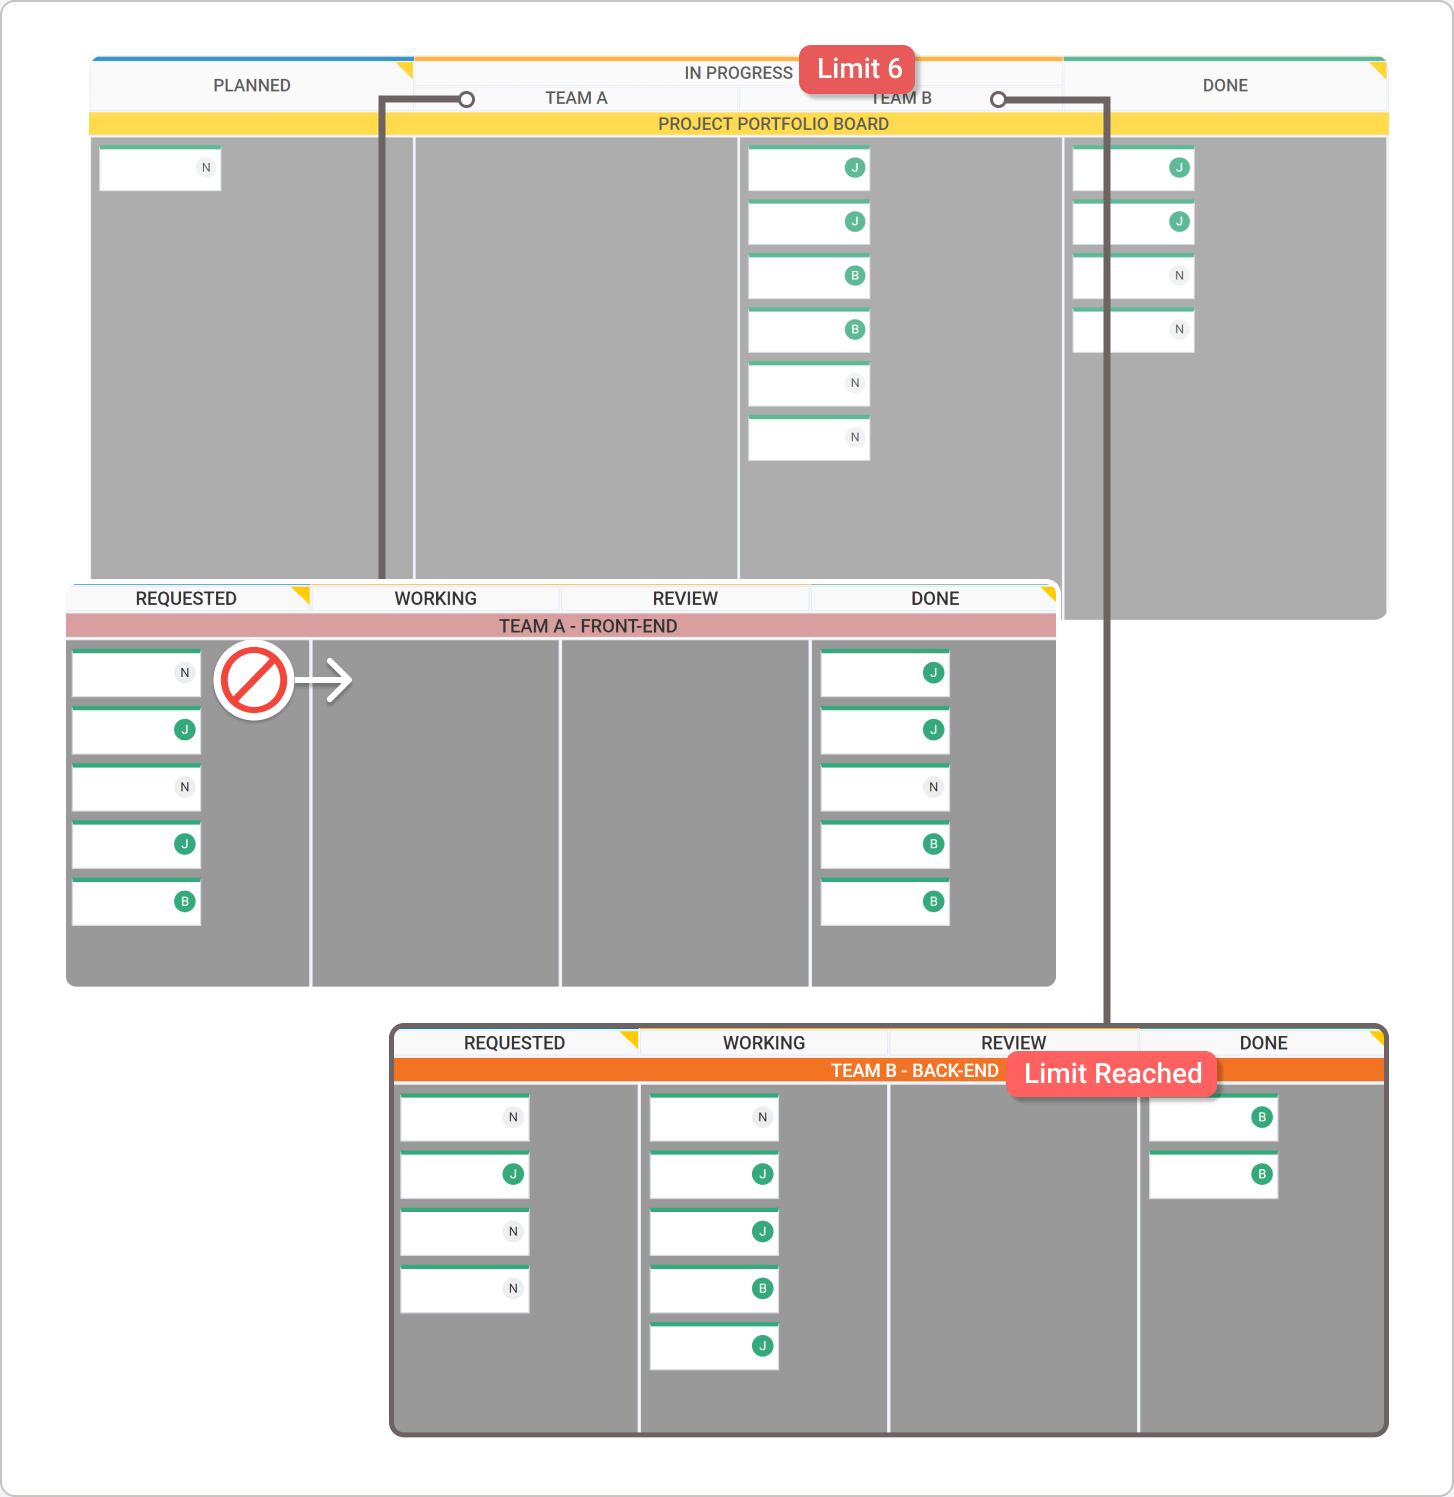 PLANNED
IN PROGRESS
Limit 6
TEAM A
TEAM B
DONE
PROJECT PORTFOLIO BOARD
N
J
J
J
J
B
N
B
N
N
N
REQUESTED
WORKING
REVIEW
DONE
TEAM A - FRONT-END
N
J
J
J
N
N
J
B
B
B
REQUESTED
WORKING
REVIEW
DONE
TEAM B - BACK-END
Limit Reached
N
N
B
J
J
B
N
J
N
B
J